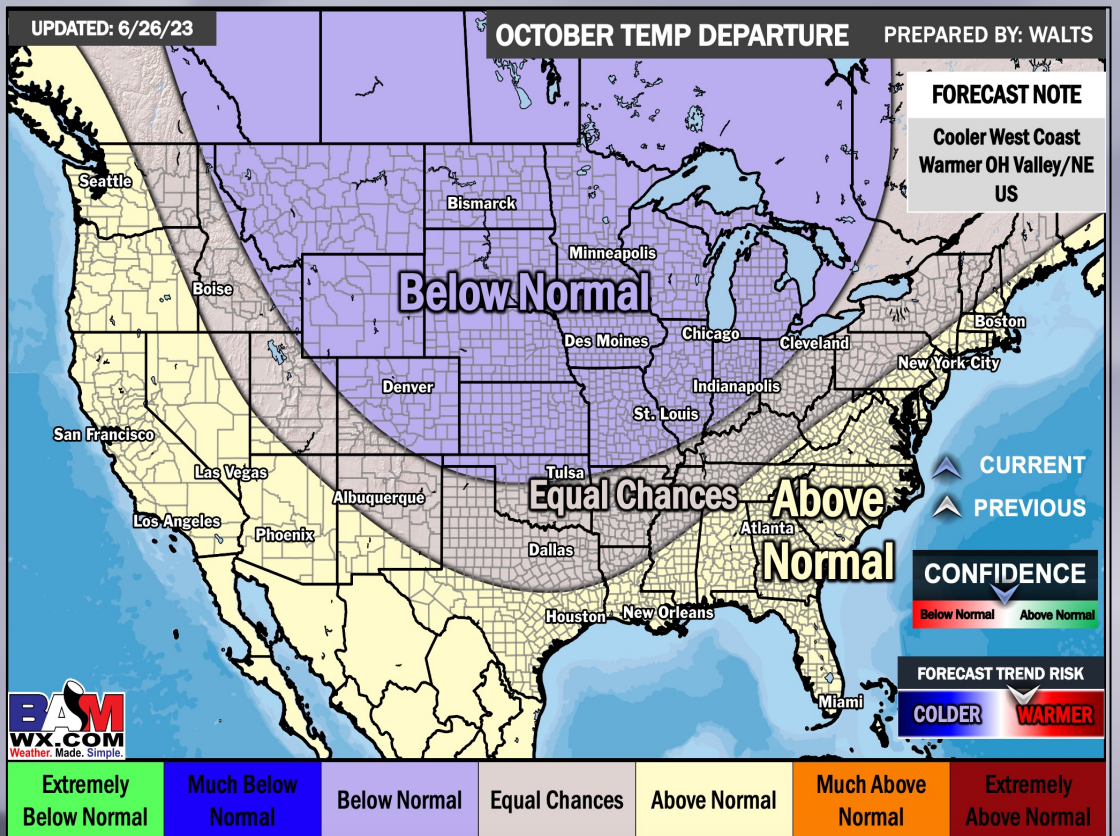 UPDATED: 6/26/23
OCTOBER TEMP DEPARTURE
PREPARED BY: WALTS
FORECAST NOTE
Cooler West Coast
Warmer OH Valley/NE
US
Seattle
Bismarck
Minneapolis
Boise
Below Normal
Boston
Des Moines
Chicago
Cleveland
New York City
Denver
Indianapolis
St. Louis
San Francisco
Las Vegas
Tulsa
Albuquerque
Equal Chances
Above
Normal
Los Angeles
Phoenix
Atlanta
Dallas
Houston
New Orleans
Miami
CURRENT
PREVIOUS
CONFIDENCE
Below Normal
Above Normal
FORECAST TREND RISK
COLDER
WARMER
BAM
WX.COM
Weather. Made. Simple.
Extremely
Below Normal
Much Below
Normal
Below Normal
Equal Chances
Above Normal
Much Above
Normal
Extremely
Above Normal